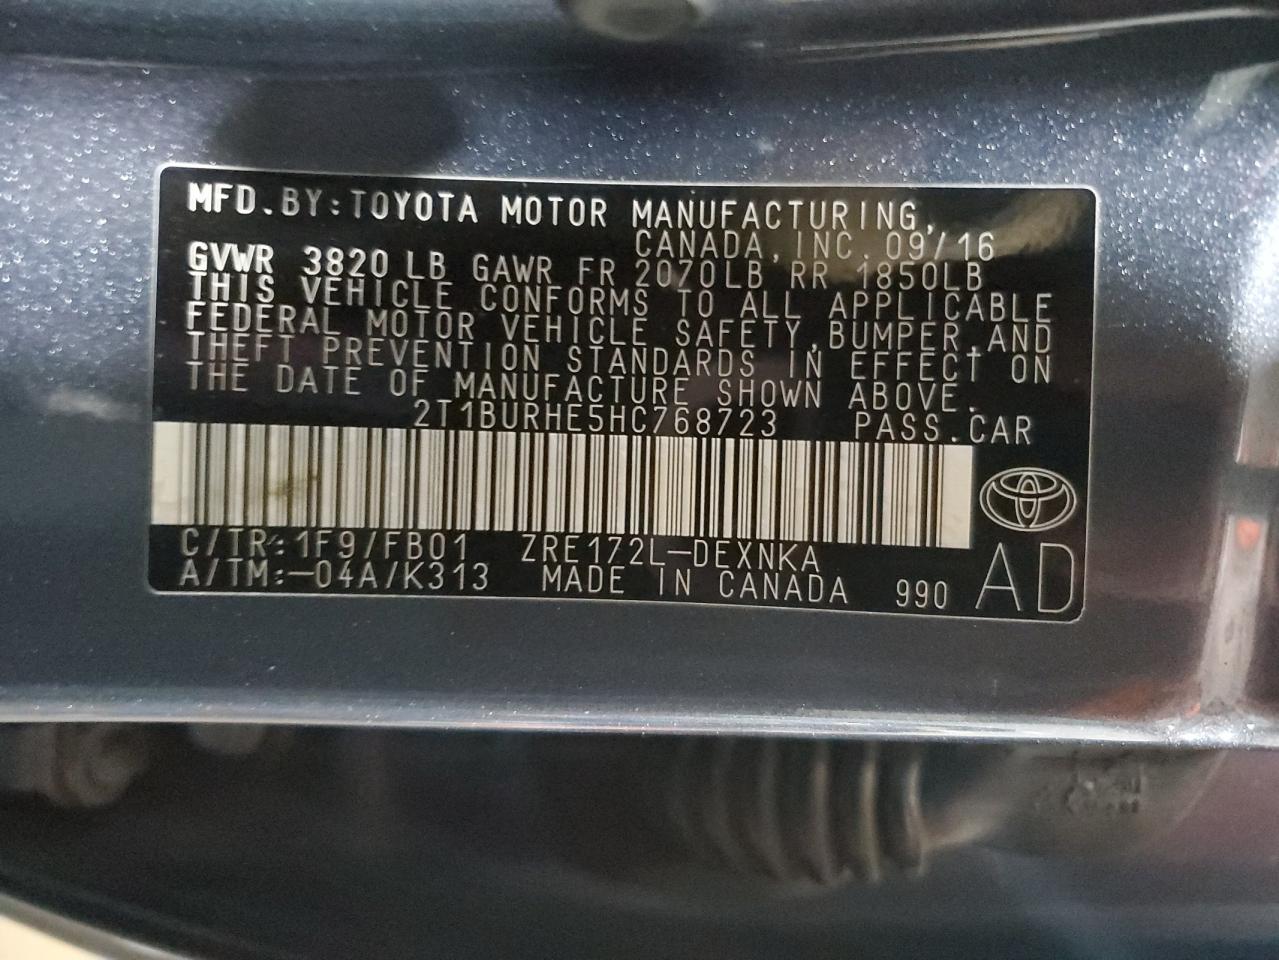 MFD.BY:TOYOTA MOTOR MANUFACTURING,
CANADA,INC.09/16
GVWR 3820 LB GAWR FR 2070LB RR 1850LB
THIS VEHICLE CONFORMS TO ALL APPLICABLE
FEDERAL MOTOR VEHICLE SAFETY,BUMPER,AND
THEFT PREVENTION STANDARDS IN EFFECT ON
THE DATE OF MANUFACTURE SHOWN ABOVE.
2T1BURHE5HC768723 PASS.CAR
C/TR:1F9/FB01 ZRE172L-DEXNKA
A/TM:-04A/K313 MADE IN CANADA 990 AD